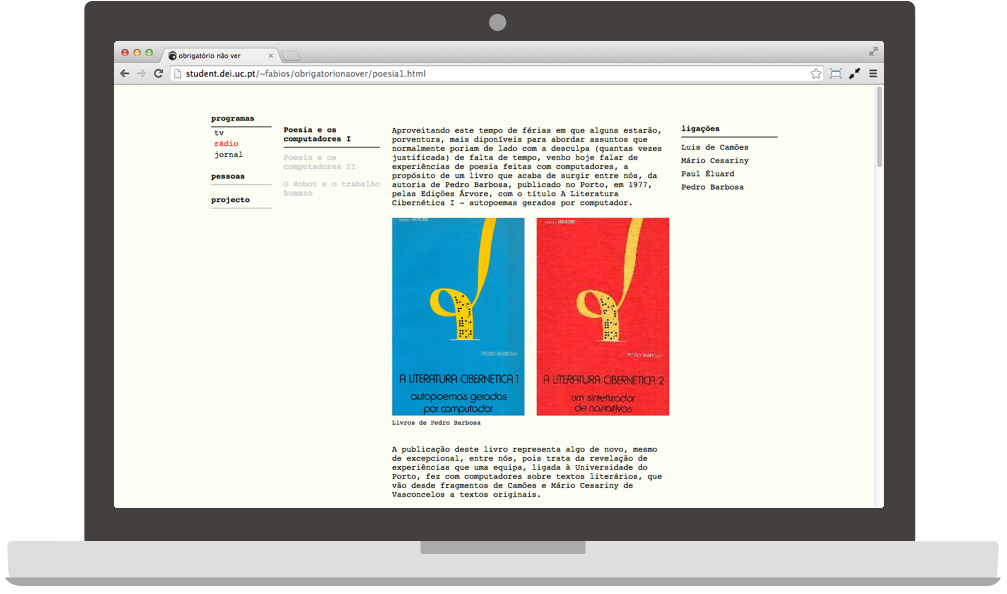 obrigatório não ver
student.dei.uc.pt/~fabios/obrigatorionaover/poesia1.html
programas
tv
rádio
jornal
pessoas
projecto
Poesia e os
computadores I
Poesia e os
computadores II
O Robot e o trabalho
humano
Aproveitando este tempo de férias em que alguns estarão,
porventura, mais diponíveis para abordar assuntos que
normalmente poriam de lado com a desculpa (quantas vezes
justificada) de falta de tempo, venho hoje falar de
experiências de poesia feitas com computadores, a
propósito de um livro que acaba de surgir entre nós, da
autoria de Pedro Barbosa, publicado no Porto, em 1977,
pelas Edições Árvore, com o título A Literatura
Cibernética I - autopoemas gerados por computador.
ligações
Luis de Camões
Mário Cesariny
Paul Éluard
Pedro Barbosa
PEDRO BARBOSA
A LITERATURA CIBERNÉTICA 1
autopoemas gerados
por computador
PEDRO BARBOSA
A LITERATURA CIBERNÉTICA 2
um sintetizador
de narrativas
Livros de Pedro Barbosa
A publicação deste livro representa algo de novo, mesmo
de excepcional, entre nós, pois trata da revelação de
experiências que uma equipa, ligada à Universidade do
Porto, fez com computadores sobre textos literários, que
vão desde fragmentos de Camões e Mário Cesariny de
Vasconcelos a textos originais.